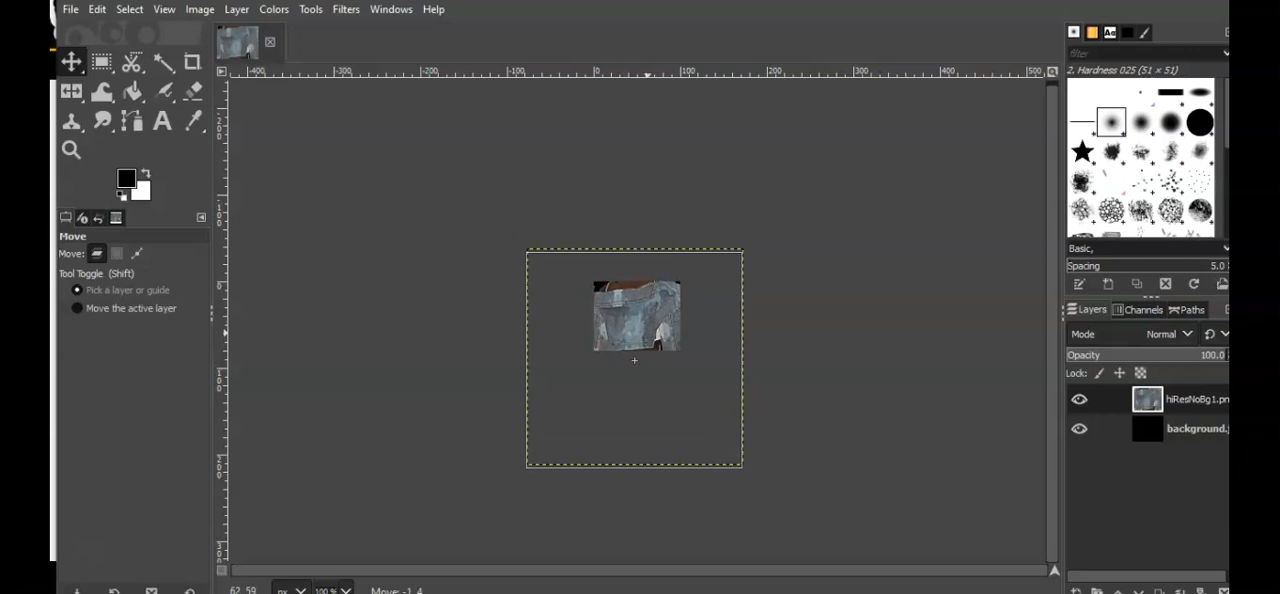 File Edit Select View Image Layer Colors Tools Filters Windows Help
-400 -300 -200 -100 0 100 200 300 400 500
filter
2. Hardness 025 (51 × 51)
Move
Move:
Tool Toggle (Shift)
Pick a layer or guide
Move the active layer
Basic,
Spacing 5.0
Layers Channels Paths
Mode Normal
Opacity 100.0
Lock:
hiResNoBg1.pn
background.
62, 59 px 100 % Move: -1, 4